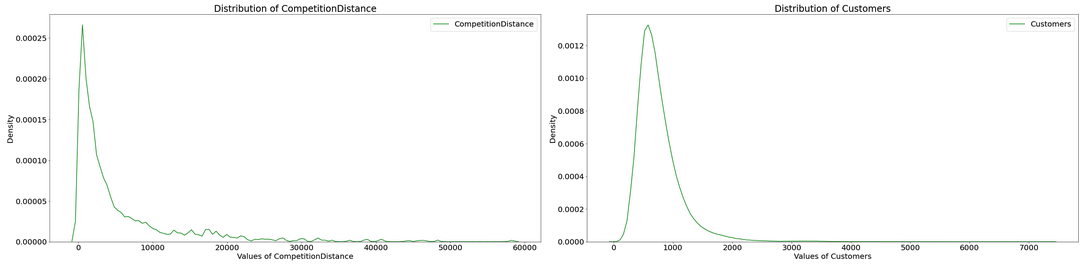 Distribution of CompetitionDistance
CompetitionDistance
Density
0.00025
0.00020
0.00015
0.00010
0.00005
0.00000
0 10000 20000 30000 40000 50000 60000
Values of CompetitionDistance
Distribution of Customers
Customers
Density
0.0012
0.0010
0.0008
0.0006
0.0004
0.0002
0.0000
0 1000 2000 3000 4000 5000 6000 7000
Values of Customers